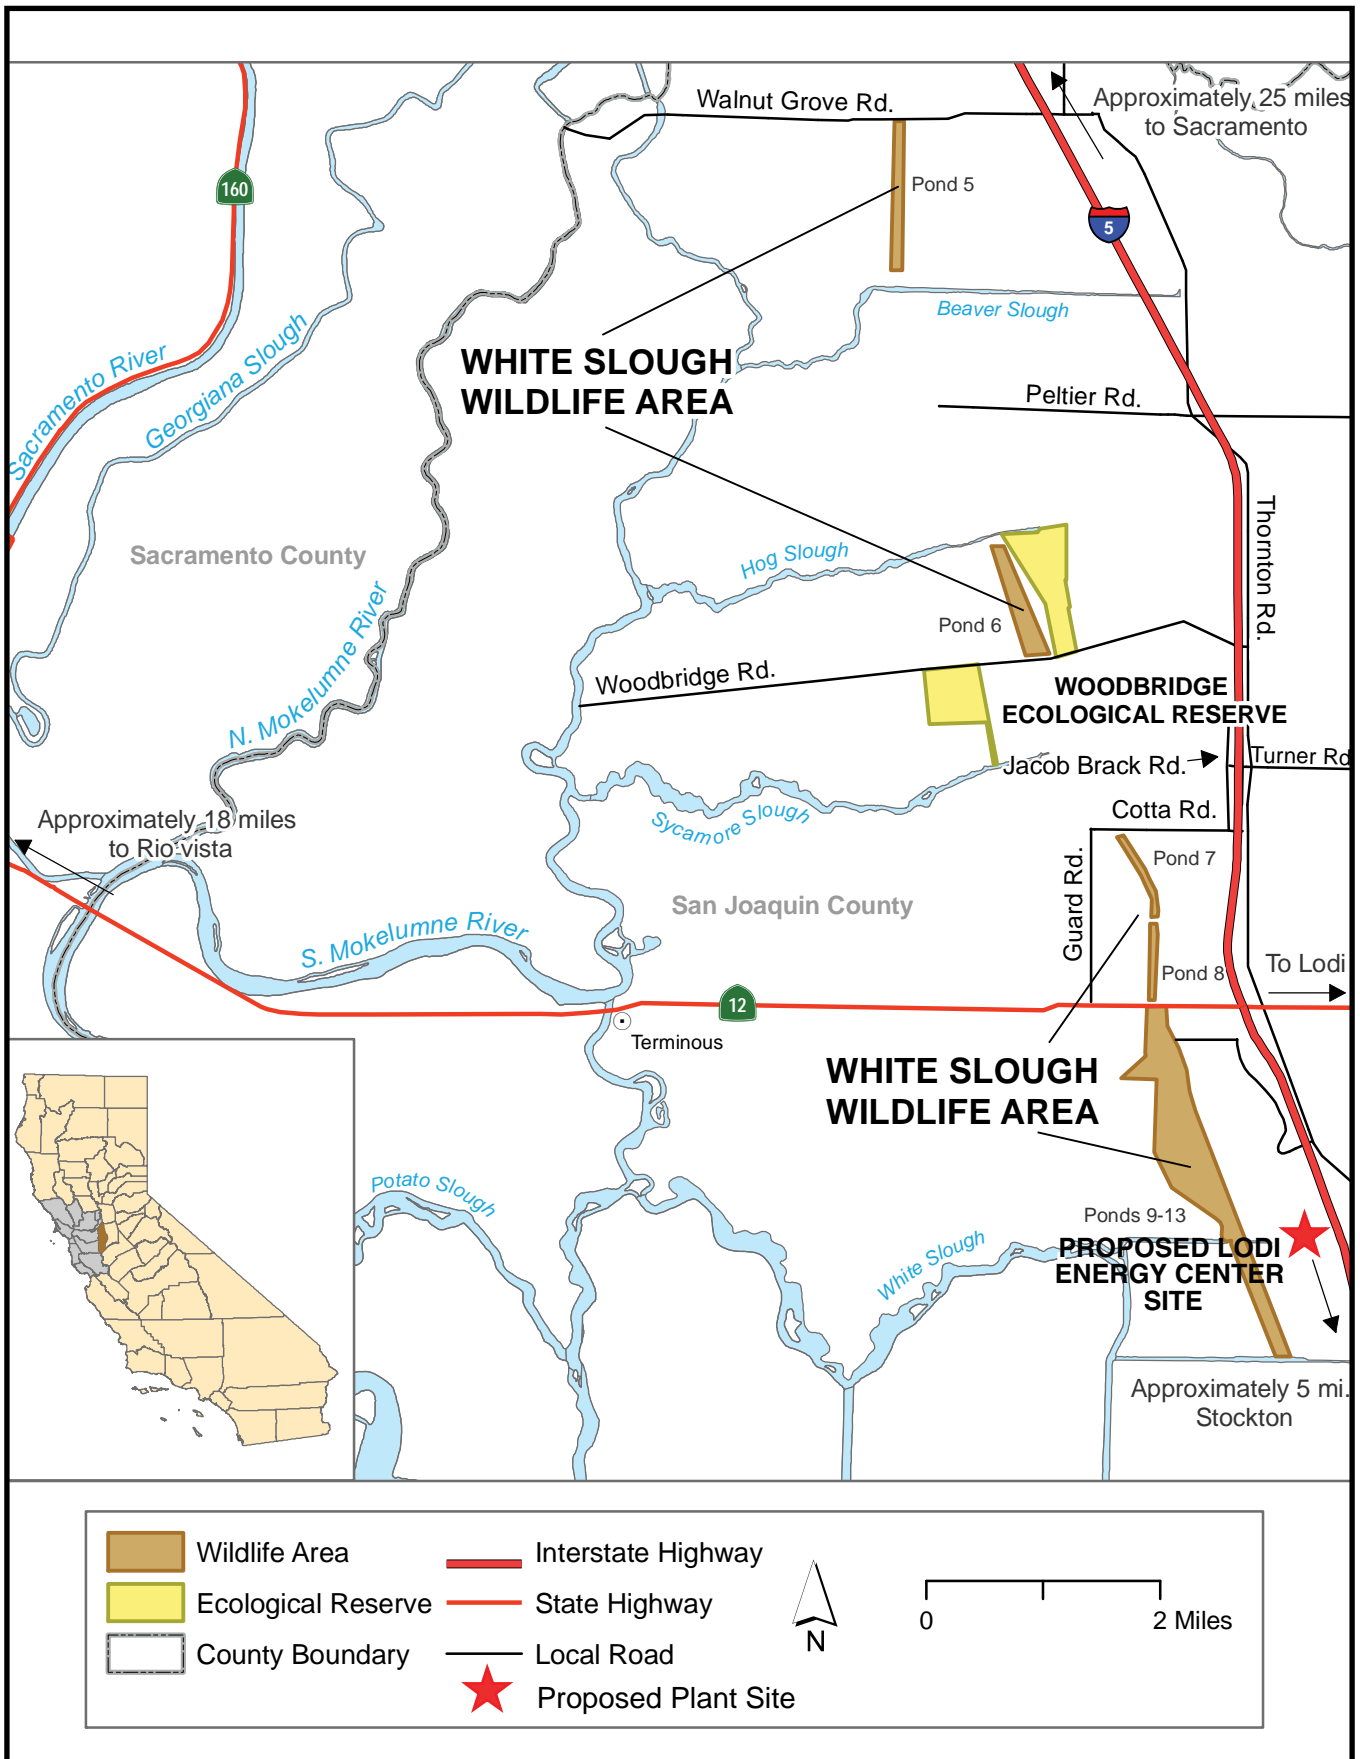 Walnut Grove Rd.
Approximately 25 miles
to Sacramento
160
Pond 5
5
Beaver Slough
Sacramento River
Georgiana Slough
WHITE SLOUGH
WILDLIFE AREA
Peltier Rd.
Thornton Rd.
Sacramento County
Hog Slough
N. Mokelumne River
Pond 6
Woodbridge Rd.
WOODBRIDGE
ECOLOGICAL RESERVE
Jacob Brack Rd.
Turner Rd
Cotta Rd.
Sycamore Slough
Approximately 18 miles
to Rio vista
Pond 7
Guard Rd.
San Joaquin County
S. Mokelumne River
Pond 8
To Lodi
12
Terminous
WHITE SLOUGH
WILDLIFE AREA
Potato Slough
Ponds 9-13
White Slough
PROPOSED LODI
ENERGY CENTER
SITE
Approximately 5 mi.
Stockton
Wildlife Area
Ecological Reserve
County Boundary
Interstate Highway
State Highway
Local Road
Proposed Plant Site
N
0
2 Miles